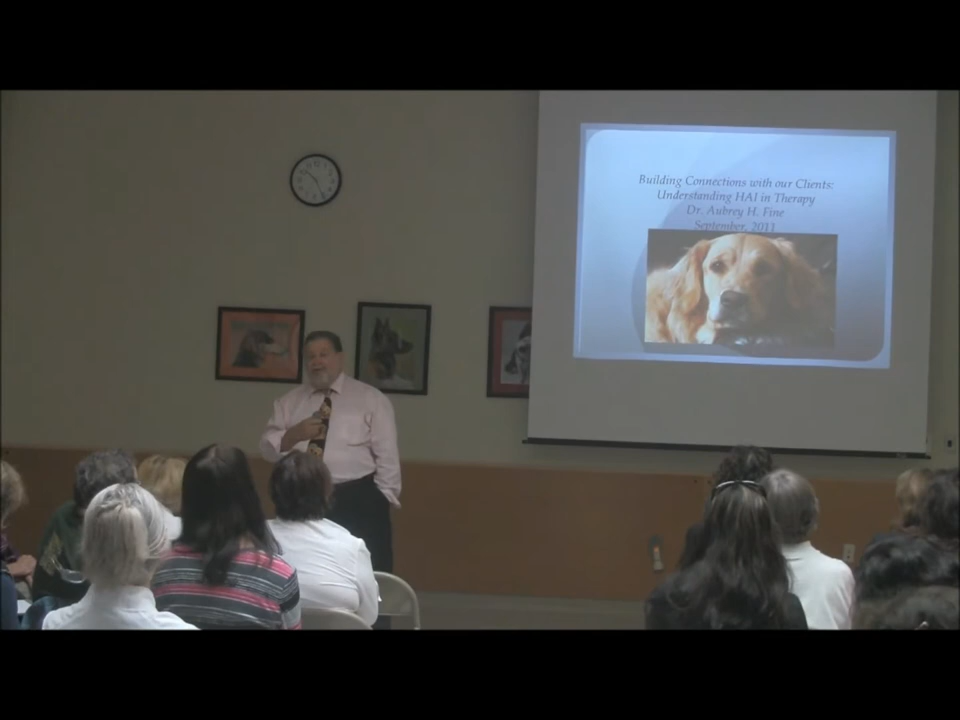 Building Connections with our Clients:
Understanding HAI in Therapy
Dr. Aubrey H. Fine
September, 2011